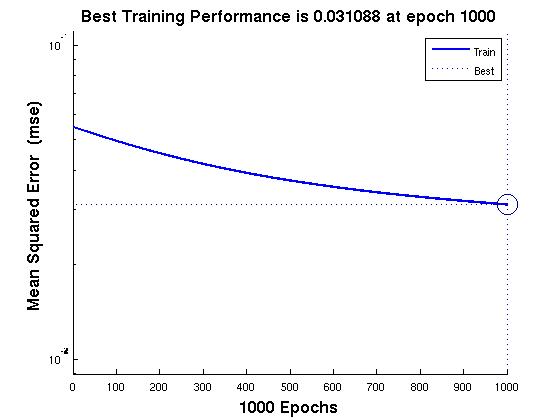 Best Training Performance is 0.031088 at epoch 1000
10
Train
Best
Mean Squared Error (mse)
10
0 100 200 300 400 500 600 700 800 900 1000
1000 Epochs